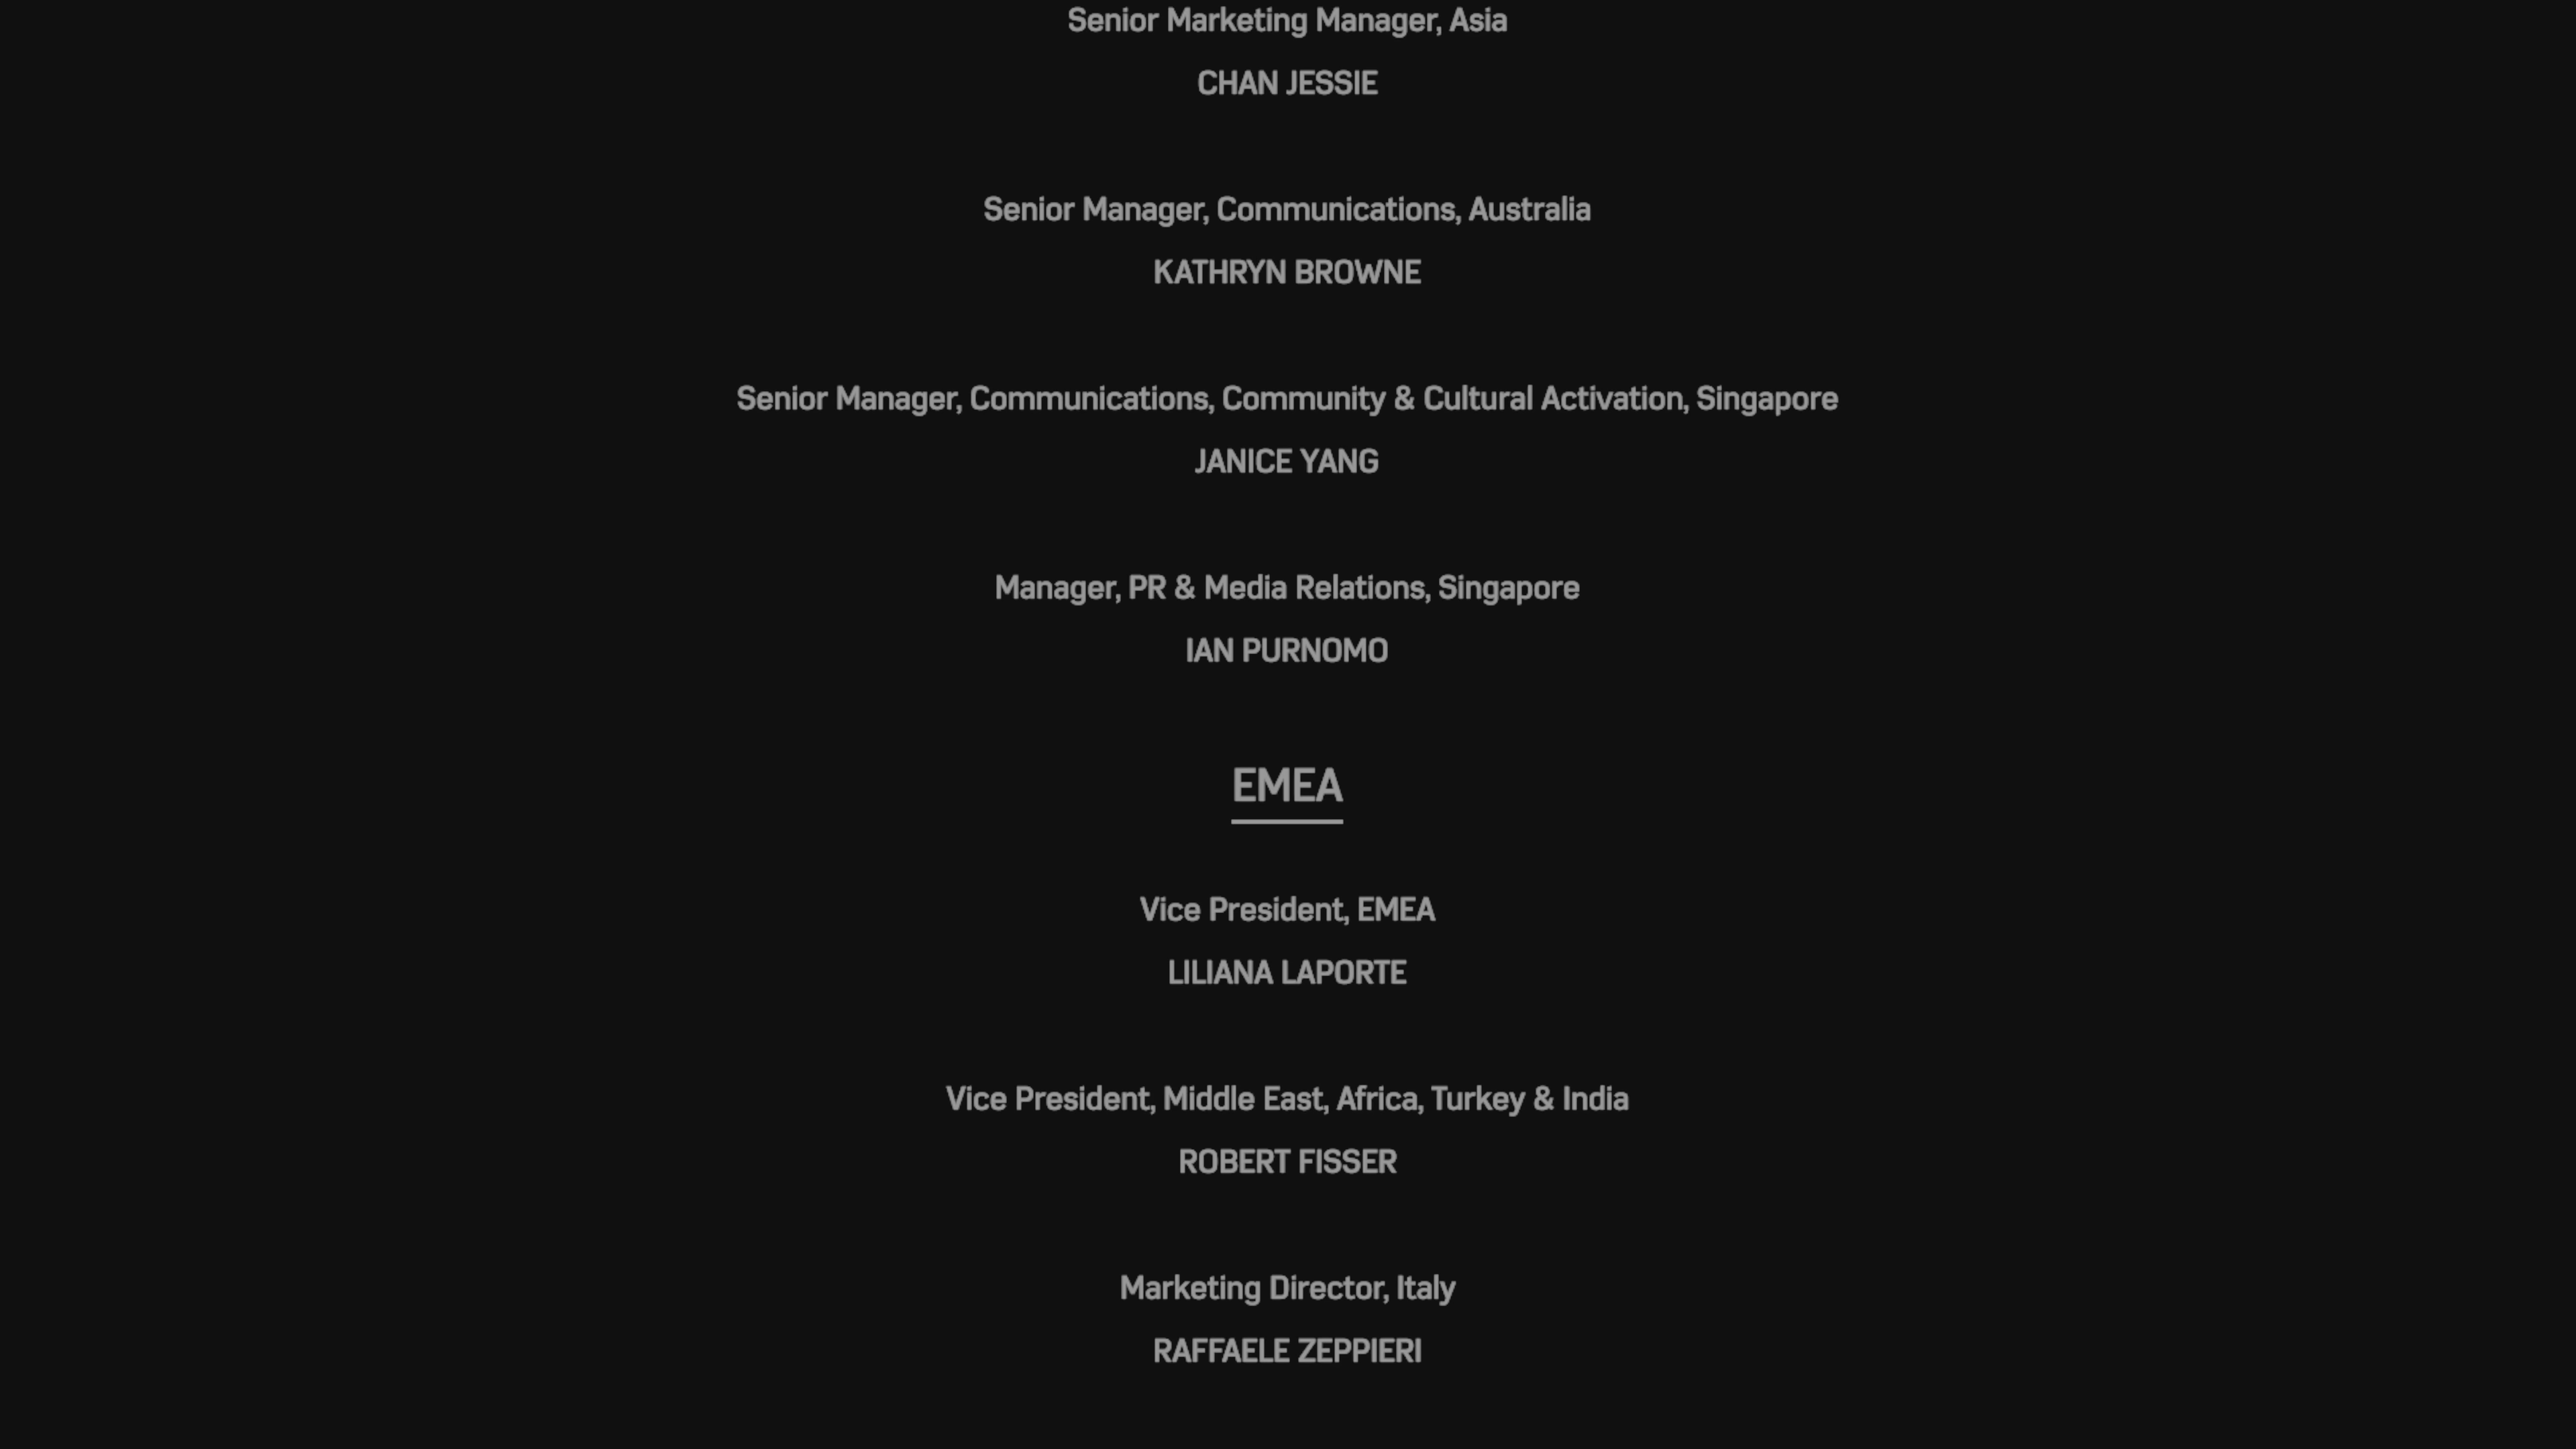 Senior Marketing Manager, Asia
CHAN JESSIE
Senior Manager, Communications, Australia
KATHRYN BROWNE
Senior Manager, Communications, Community & Cultural Activation, Singapore
JANICE YANG
Manager, PR & Media Relations, Singapore
IAN PURNOMO
EMEA
Vice President, EMEA
LILIANA LAPORTE
Vice President, Middle East, Africa, Turkey & India
ROBERT FISSER
Marketing Director, Italy
RAFFAELE ZEPPIERI